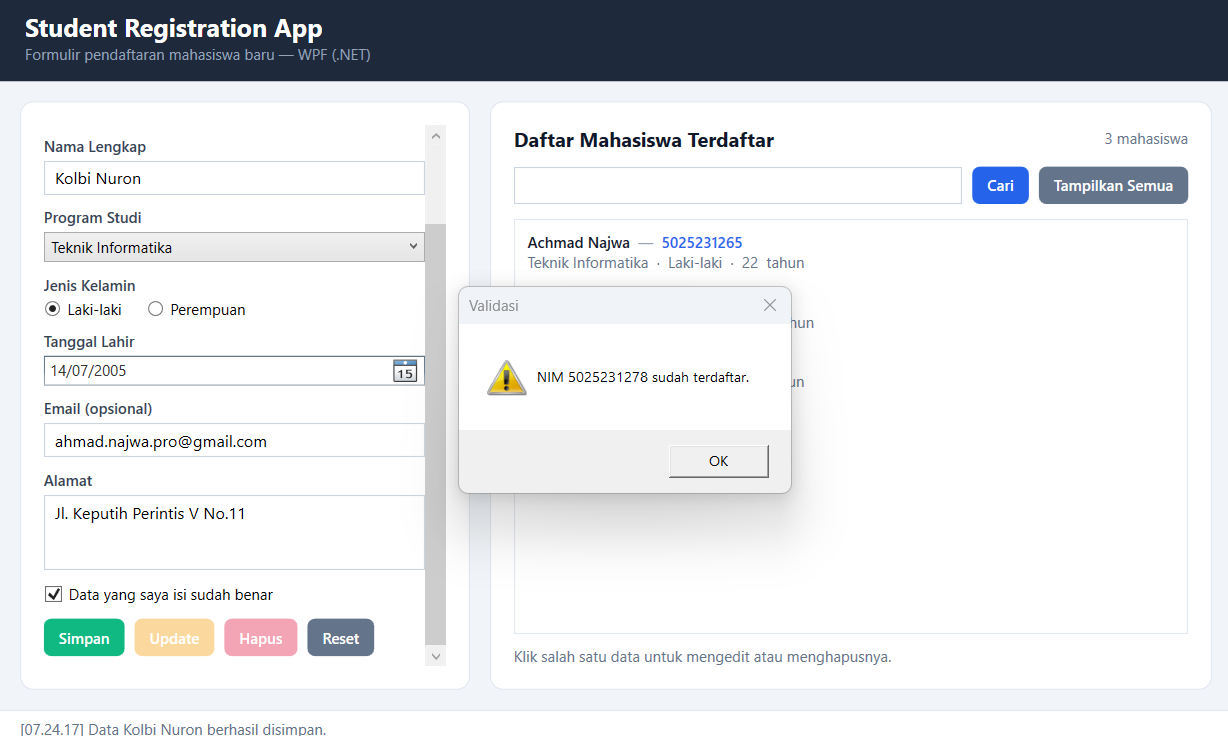 Student Registration App
Formulir pendaftaran mahasiswa baru — WPF (.NET)
Nama Lengkap
Kolbi Nuron
Program Studi
Teknik Informatika
Jenis Kelamin
Laki-laki Perempuan
Tanggal Lahir
14/07/2005 15
Email (opsional)
ahmad.najwa.pro@gmail.com
Alamat
Jl. Keputih Perintis V No.11
Data yang saya isi sudah benar
Simpan Update Hapus Reset
Daftar Mahasiswa Terdaftar 3 mahasiswa
Cari Tampilkan Semua
Achmad Najwa — 5025231265
Teknik Informatika · Laki-laki · 22 tahun
Validasi
NIM 5025231278 sudah terdaftar.
OK
Klik salah satu data untuk mengedit atau menghapusnya.
[07.24.17] Data Kolbi Nuron berhasil disimpan.